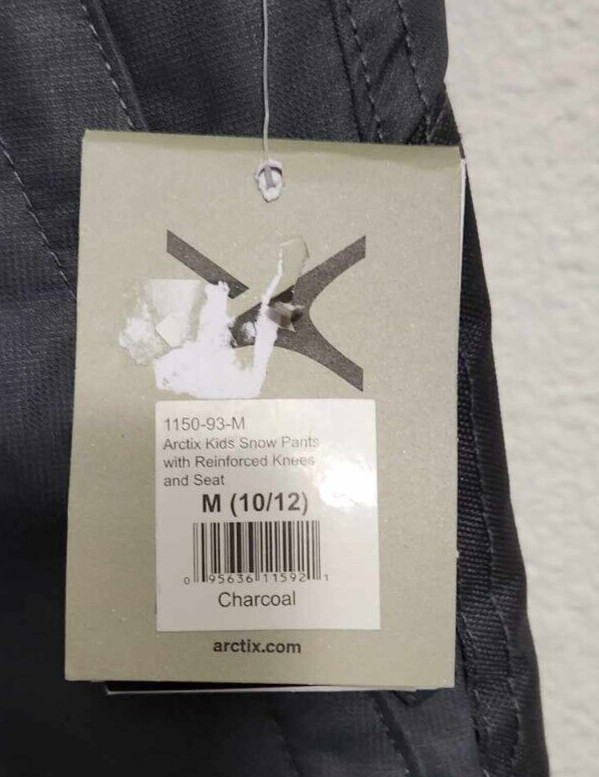 1150-93-M
Arctix Kids Snow Pants
with Reinforced Knees
and Seat
M (10/12)
0 95636 11592 1
Charcoal
arctix.com